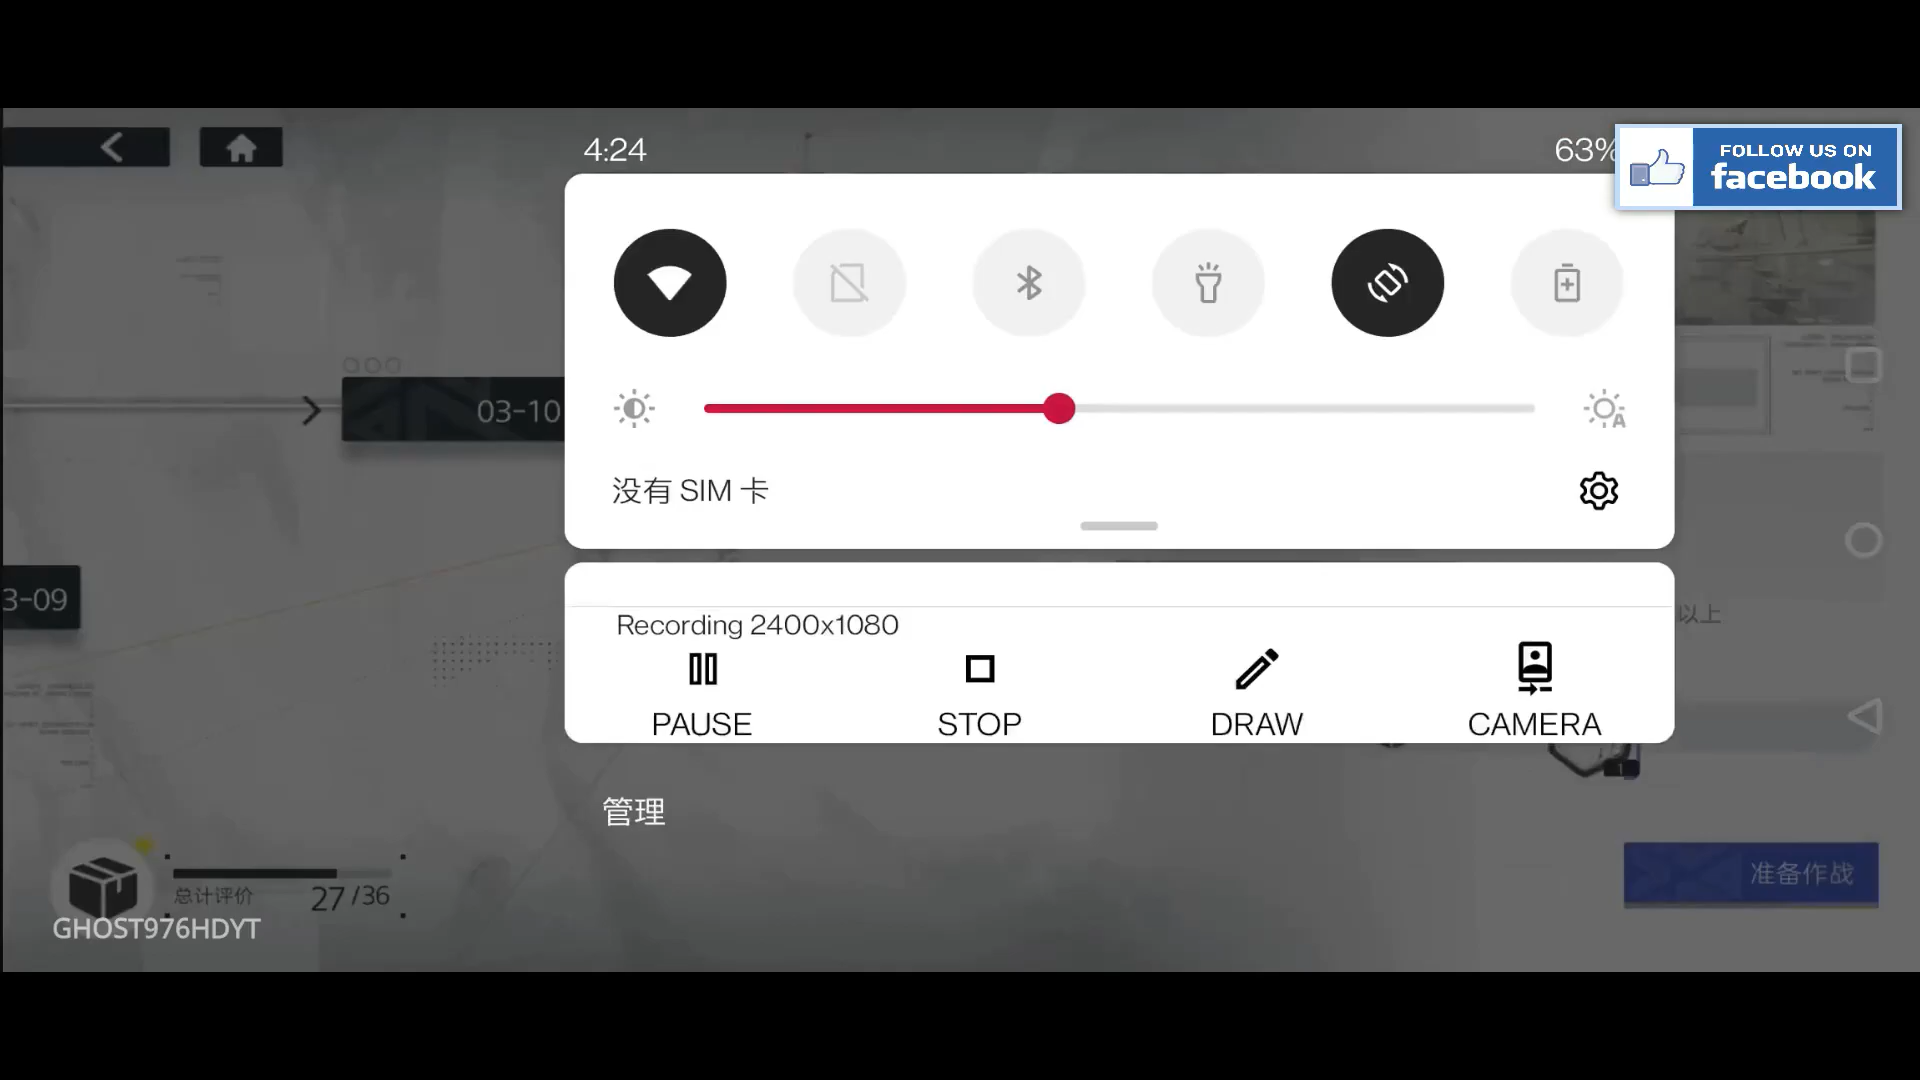 4:24
63%
FOLLOW US ON
facebook
03-10
没有 SIM 卡
3-09
以上
Recording 2400x1080
PAUSE
STOP
DRAW
CAMERA
管理
总计评价
27/36
准备作战
GHOST976HDYT